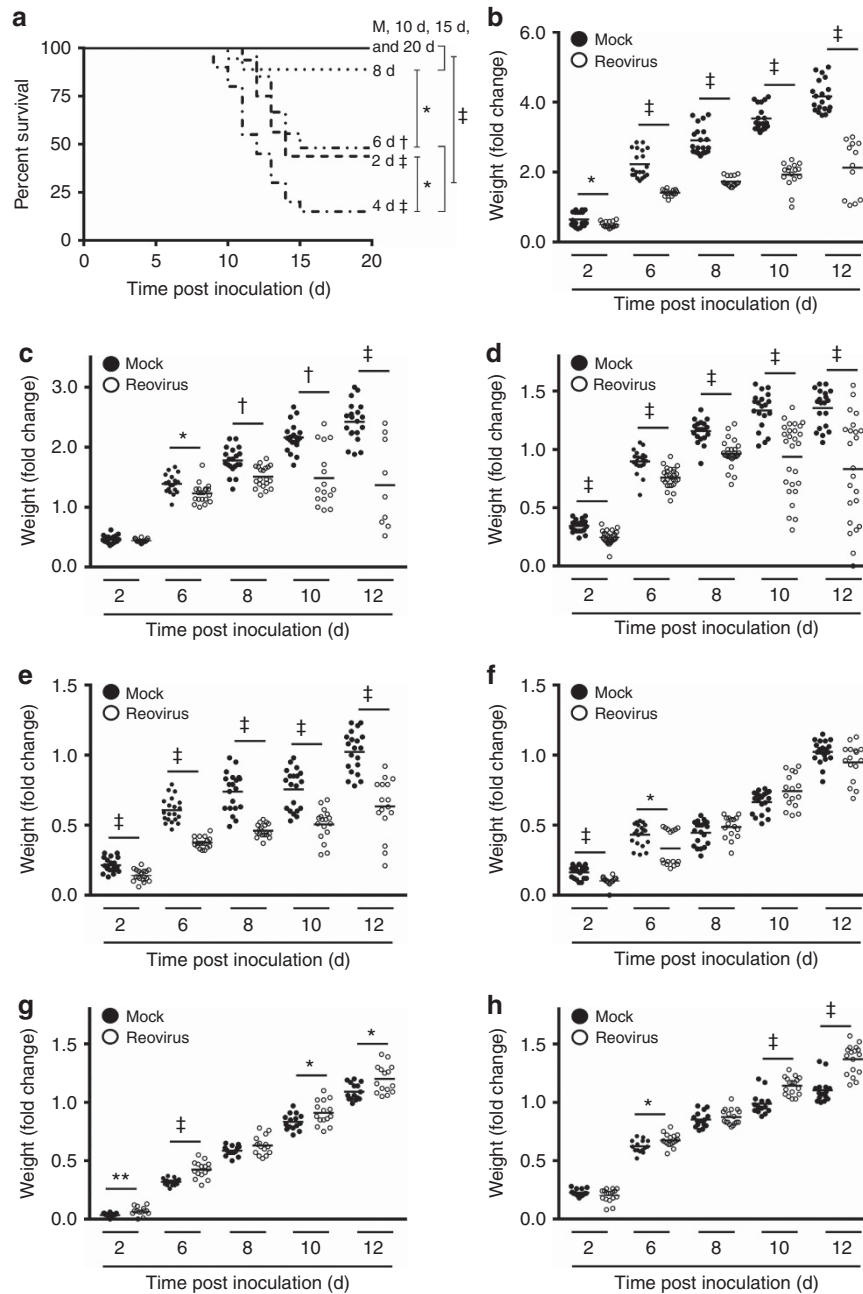 a
M, 10 d, 15 d,
and 20 d
8 d
6 d †
2 d ‡
4 d ‡
*
*
‡
100
75
50
25
0
Percent survival
0 5 10 15 20
Time post inoculation (d)
b
Mock
Reovirus
Weight (fold change)
6.0
4.0
2.0
0.0
* ‡ ‡ ‡ ‡
2 6 8 10 12
Time post inoculation (d)
c
Mock
Reovirus
Weight (fold change)
3.0
2.0
1.0
0.0
* † † ‡
2 6 8 10 12
Time post inoculation (d)
d
Mock
Reovirus
Weight (fold change)
1.5
1.0
0.5
0.0
‡ ‡ ‡ ‡ ‡
2 6 8 10 12
Time post inoculation (d)
e
Mock
Reovirus
Weight (fold change)
1.5
1.0
0.5
0.0
‡ ‡ ‡ ‡ ‡
2 6 8 10 12
Time post inoculation (d)
f
Mock
Reovirus
Weight (fold change)
1.5
1.0
0.5
0.0
‡ *
2 6 8 10 12
Time post inoculation (d)
g
Mock
Reovirus
Weight (fold change)
1.5
1.0
0.5
0.0
** ‡ * *
2 6 8 10 12
Time post inoculation (d)
h
Mock
Reovirus
Weight (fold change)
1.5
1.0
0.5
0.0
* ‡ ‡
2 6 8 10 12
Time post inoculation (d)